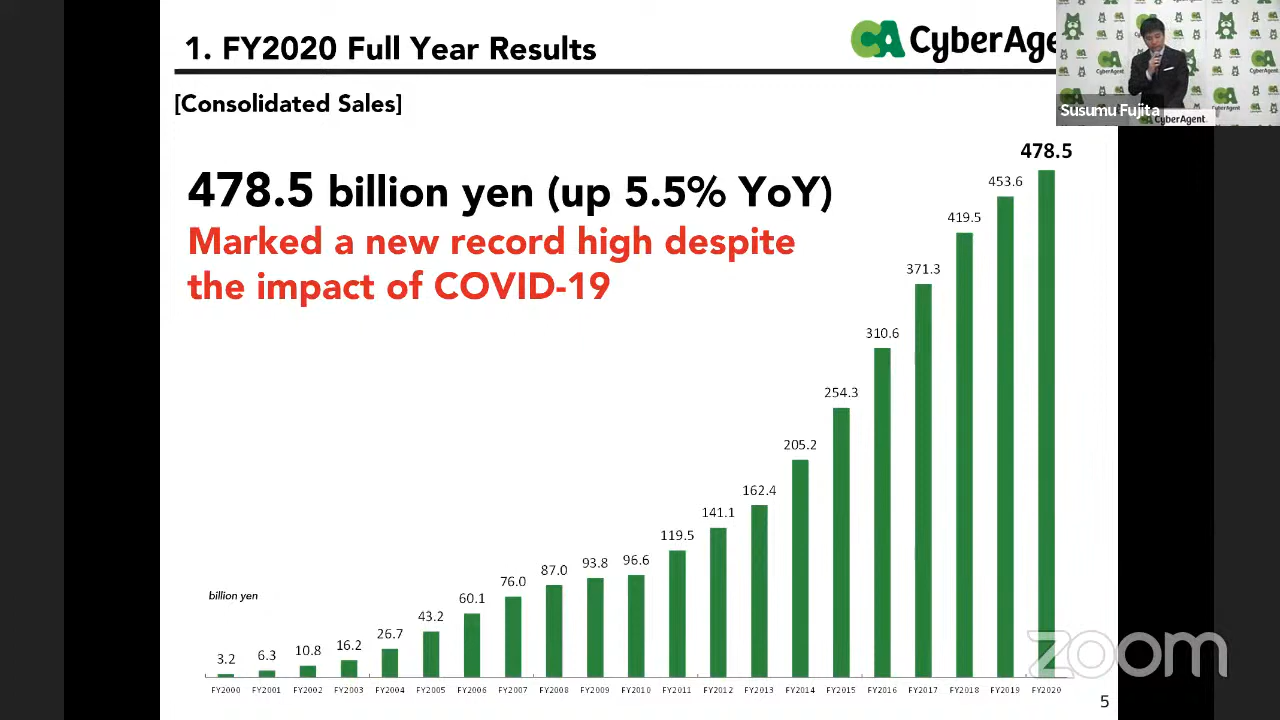 1. FY2020 Full Year Results
CyberAge
Susumu Fujita
CyberAgent.
[Consolidated Sales]
478.5 billion yen (up 5.5% YoY)
Marked a new record high despite
the impact of COVID-19
billion yen
3.2
6.3
10.8
16.2
26.7
43.2
60.1
76.0
87.0
93.8
96.6
119.5
141.1
162.4
205.2
254.3
310.6
371.3
419.5
453.6
478.5
FY2000 FY2001 FY2002 FY2003 FY2004 FY2005 FY2006 FY2007 FY2008 FY2009 FY2010 FY2011 FY2012 FY2013 FY2014 FY2015 FY2016 FY2017 FY2018 FY2019 FY2020
zoom
5